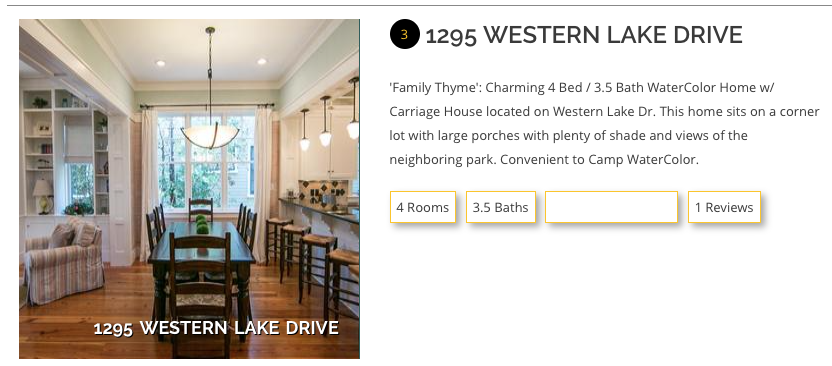 3 1295 WESTERN LAKE DRIVE
'Family Thyme': Charming 4 Bed / 3.5 Bath WaterColor Home w/
Carriage House located on Western Lake Dr. This home sits on a corner
lot with large porches with plenty of shade and views of the
neighboring park. Convenient to Camp WaterColor.
4 Rooms 3.5 Baths 1 Reviews
1295 WESTERN LAKE DRIVE